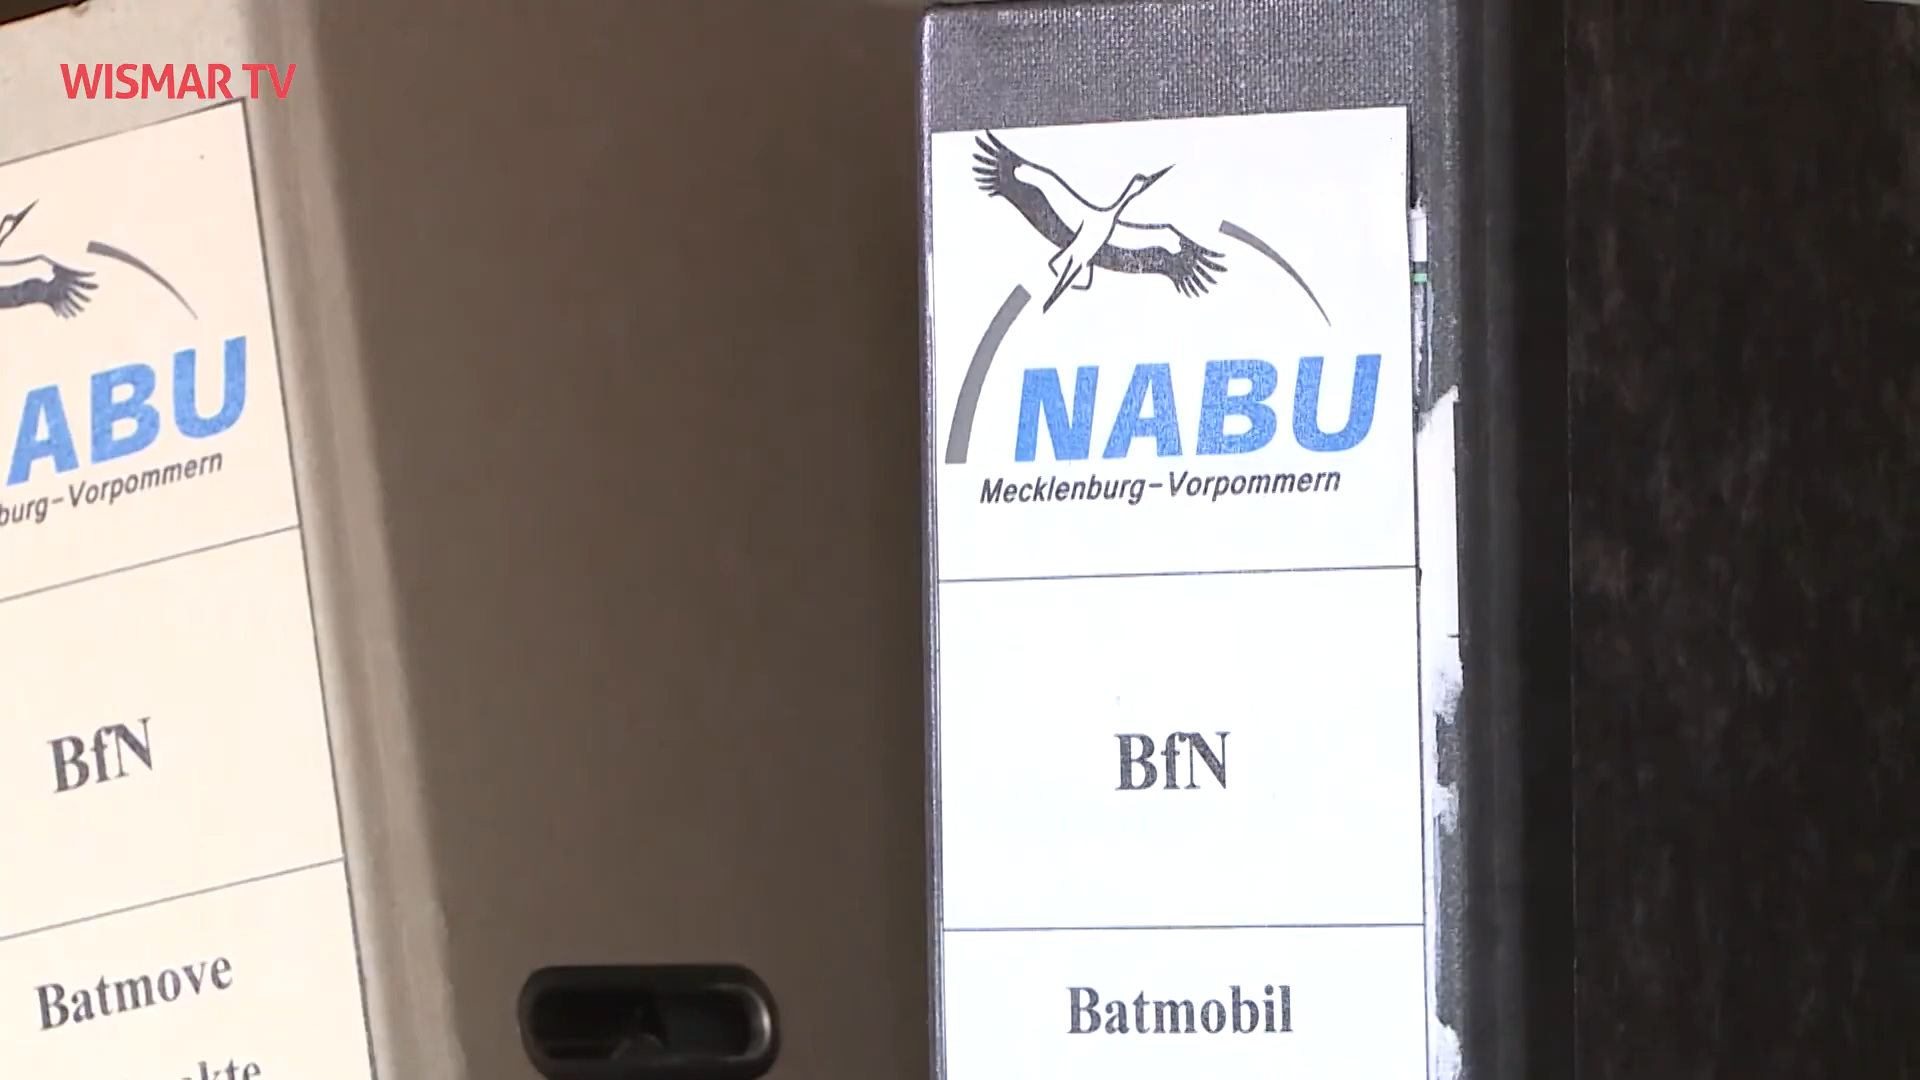 WISMAR TV
ABU
burg-Vorpommern
BfN
Batmove
NABU
Mecklenburg-Vorpommern
BfN
Batmobil